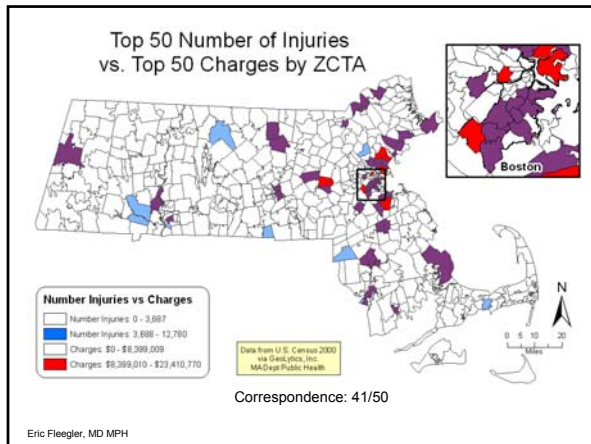 Top 50 Number of Injuries
vs. Top 50 Charges by ZCTA
Boston
N
Number Injuries vs Charges
Number Injuries: 0 - 3,687
Number Injuries: 3,688 - 12,780
Charges: $0 - $8,399,009
Charges: $8,399,010 - $23,410,770
Data from U.S. Census 2000
via GeoLytics, Inc
MA Dept Public Health
0 5 10 20
Miles
Correspondence: 41/50
Eric Fleegler, MD MPH